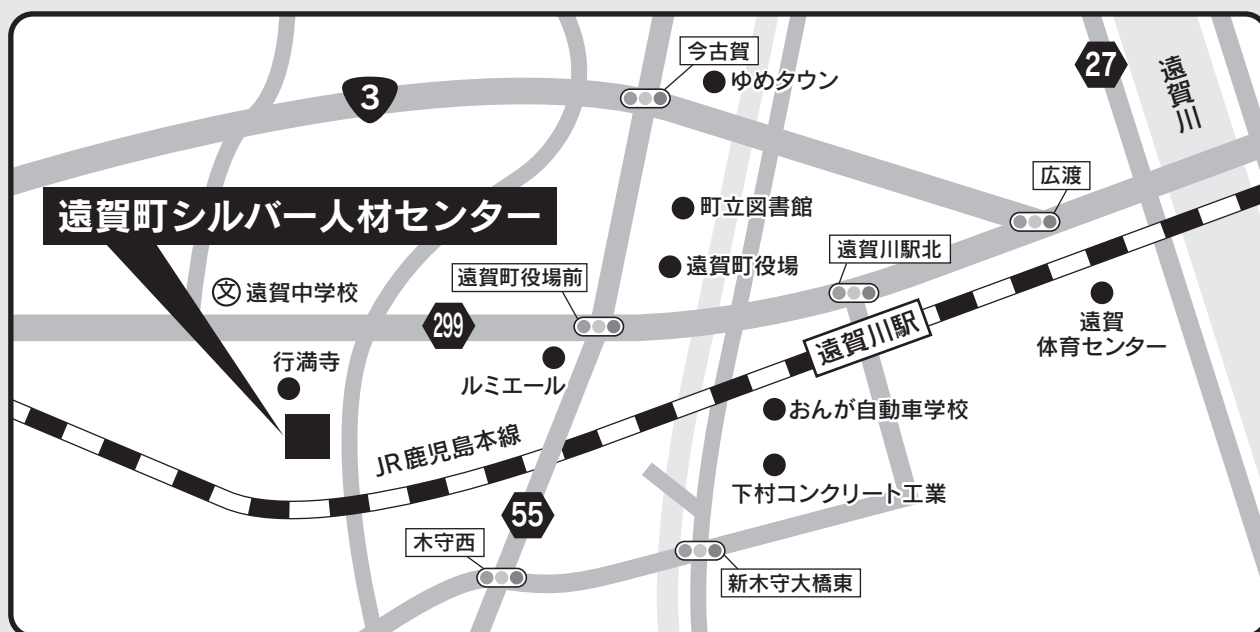 今古賀
ゆめタウン
27
遠賀川
3
広渡
遠賀町シルバー人材センター
町立図書館
遠賀川駅北
遠賀町役場
遠賀町役場前
文
遠賀中学校
299
遠賀川駅
遠賀
体育センター
行満寺
ルミエール
おんが自動車学校
JR鹿児島本線
下村コンクリート工業
55
木守西
新木守大橋東